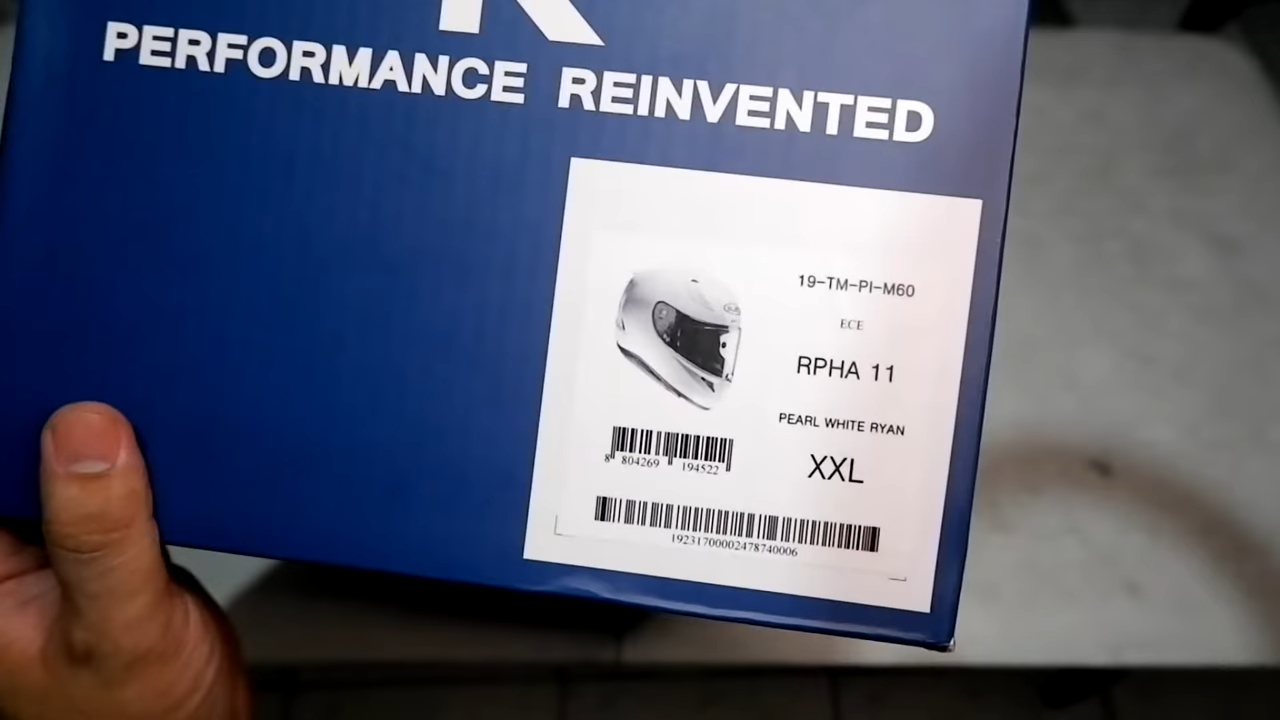 PERFORMANCE REINVENTED
19-TM-PI-M60
ECE
RPHA 11
PEARL WHITE RYAN
XXL
8 804269 194522
19231700002478740006